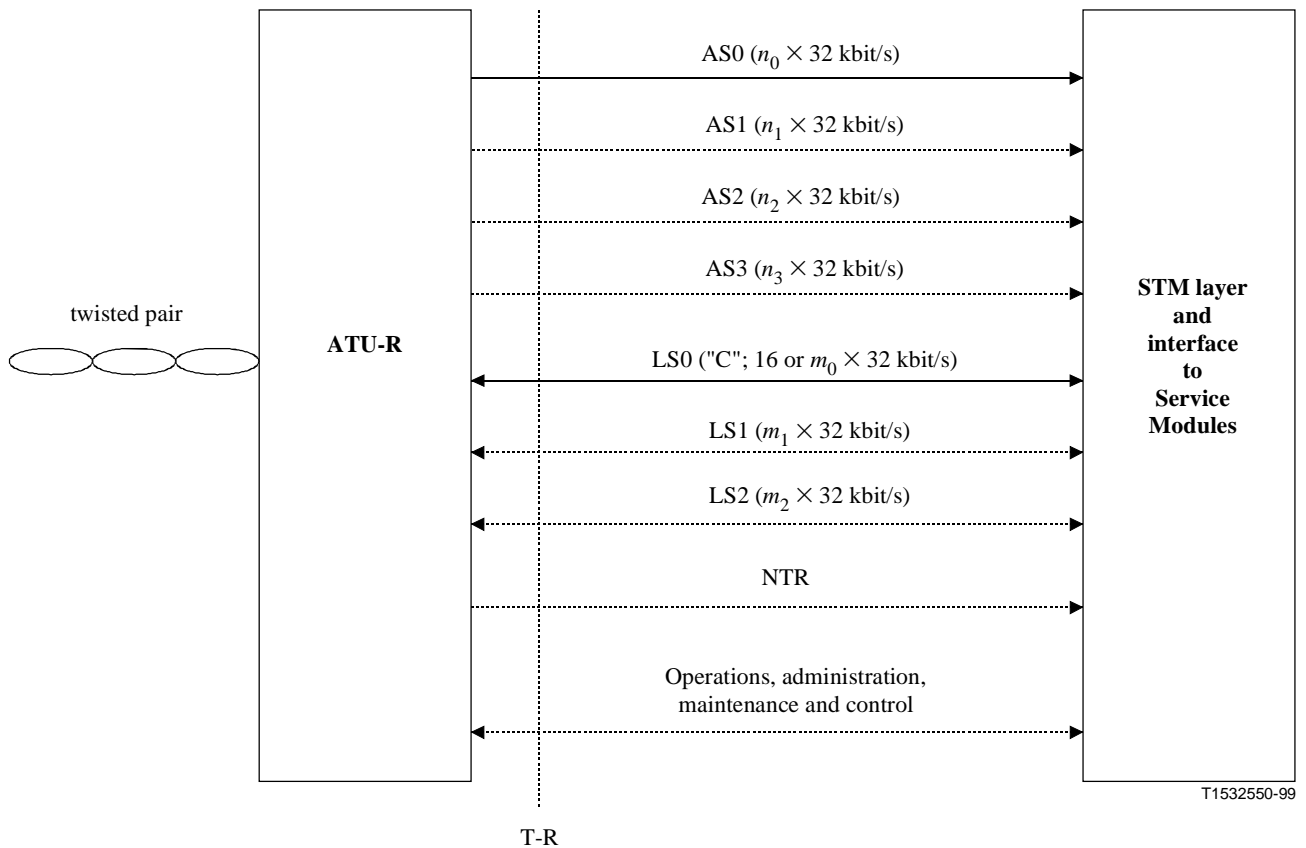 AS0 (n0 × 32 kbit/s)
AS1 (n1 × 32 kbit/s)
AS2 (n2 × 32 kbit/s)
AS3 (n3 × 32 kbit/s)
twisted pair
ATU-R
LS0 ("C"; 16 or m0 × 32 kbit/s)
LS1 (m1 × 32 kbit/s)
LS2 (m2 × 32 kbit/s)
NTR
Operations, administration,
maintenance and control
STM layer
and
interface
to
Service
Modules
T1532550-99
T-R